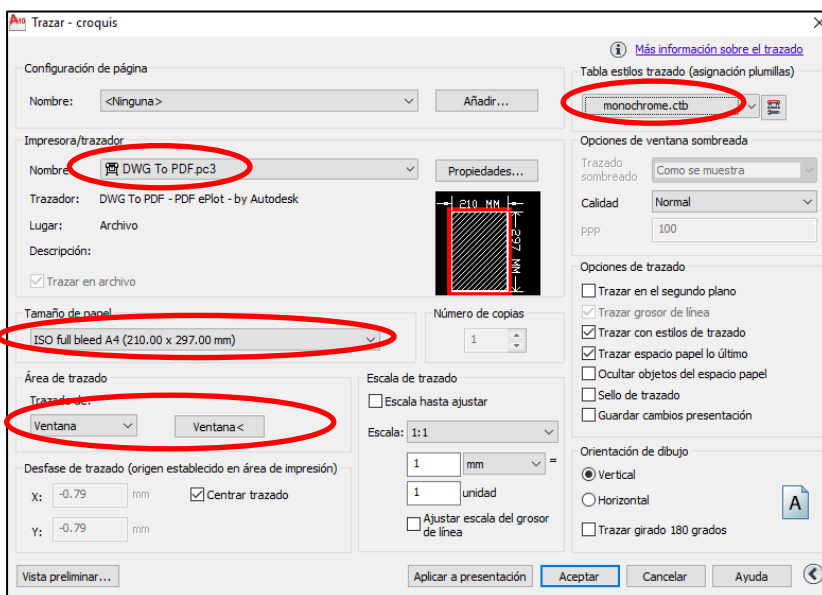 Trazar - croquis
Más información sobre el trazado
Configuración de página
Nombre: <Ninguna> Añadir...
Impresora/trazador
Nombre DWG To PDF.pc3 Propiedades...
Trazador: DWG To PDF - PDF ePlot - by Autodesk
Lugar: Archivo
Descripción:
Trazar en archivo
210 MM
297 MM
Tamaño de papel
ISO full bleed A4 (210.00 x 297.00 mm)
Número de copias
1
Área de trazado
Trazado de:
Ventana Ventana<
Escala de trazado
Escala hasta ajustar
Escala: 1:1
1 mm =
1 unidad
Ajustar escala del grosor
de línea
Desfase de trazado (origen establecido en área de impresión)
X: -0.79 mm Centrar trazado
Y: -0.79 mm
Tabla estilos trazado (asignación plumillas)
monochrome.ctb
Opciones de ventana sombreada
Trazado
sombreado Como se muestra
Calidad Normal
PPP 100
Opciones de trazado
Trazar en el segundo plano
Trazar grosor de línea
Trazar con estilos de trazado
Trazar espacio papel lo último
Ocultar objetos del espacio papel
Sello de trazado
Guardar cambios presentación
Orientación de dibujo
Vertical
Horizontal
Trazar girado 180 grados
A
Vista preliminar... Aplicar a presentación Aceptar Cancelar Ayuda